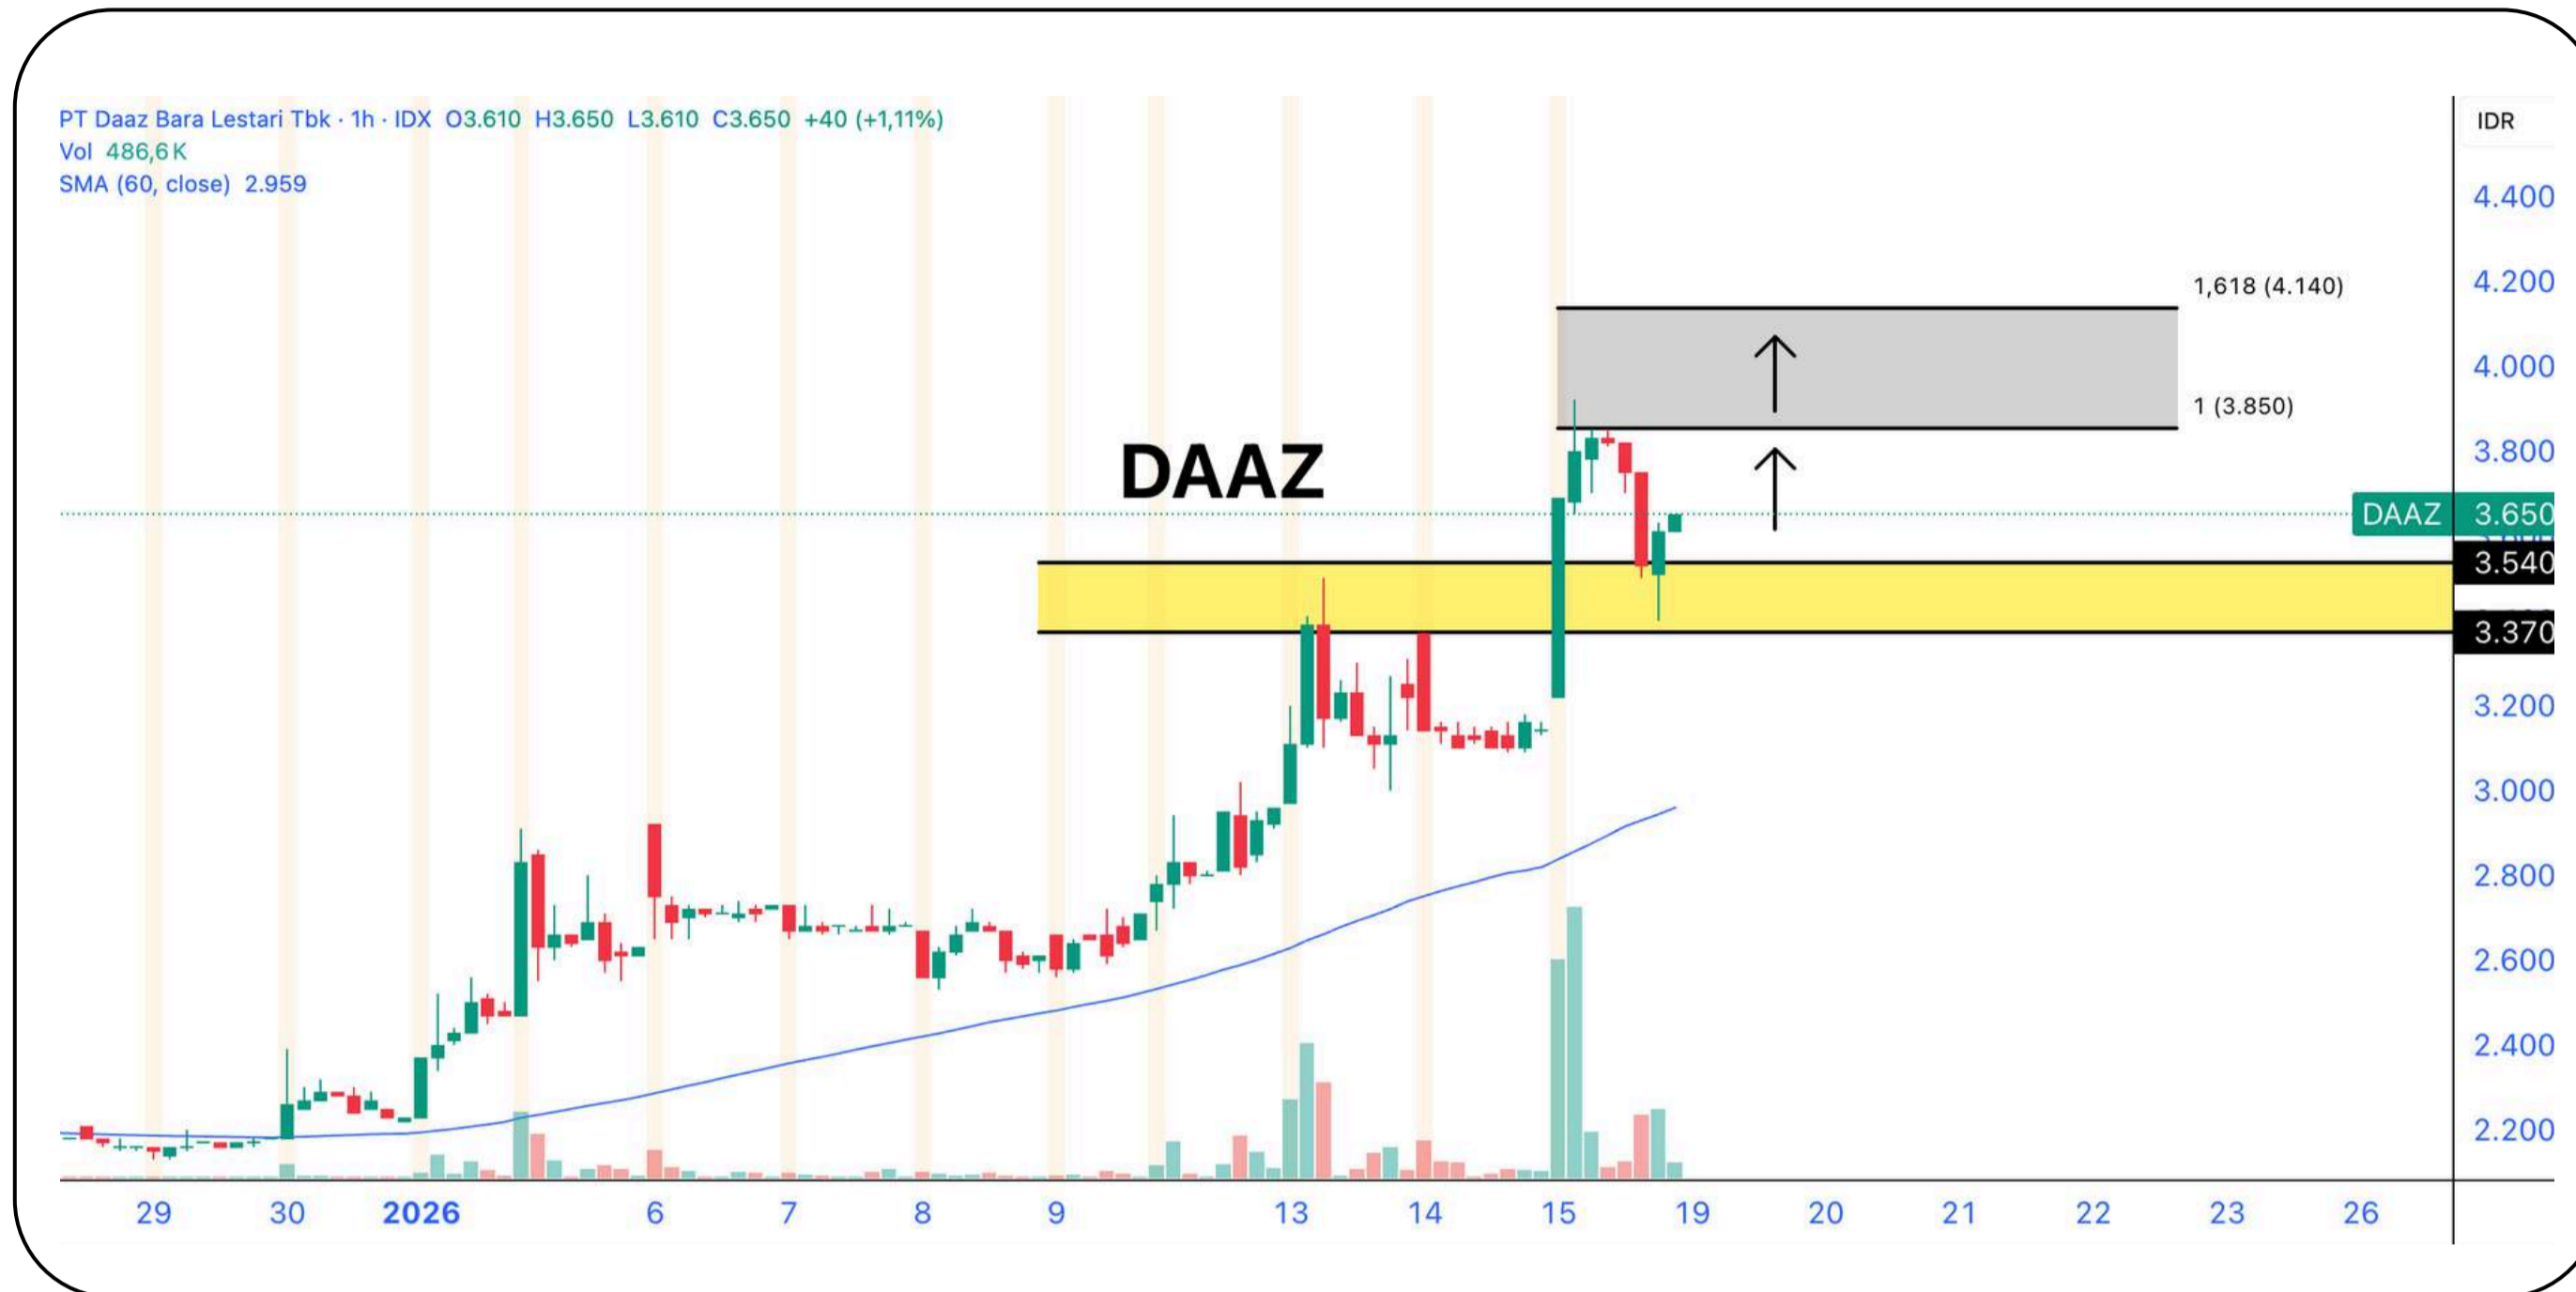 PT Daaz Bara Lestari Tbk · 1h · IDX O3.610 H3.650 L3.610 C3.650 +40 (+1,11%)
Vol 486,6K
SMA (60, close) 2.959
IDR
4.400
4.200
4.000
3.800
3.200
3.000
2.800
2.600
2.400
2.200
1,618 (4.140)
1 (3.850)
DAAZ
DAAZ 3.650
3.540
3.370
29 30 2026 6 7 8 9 13 14 15 19 20 21 22 23 26